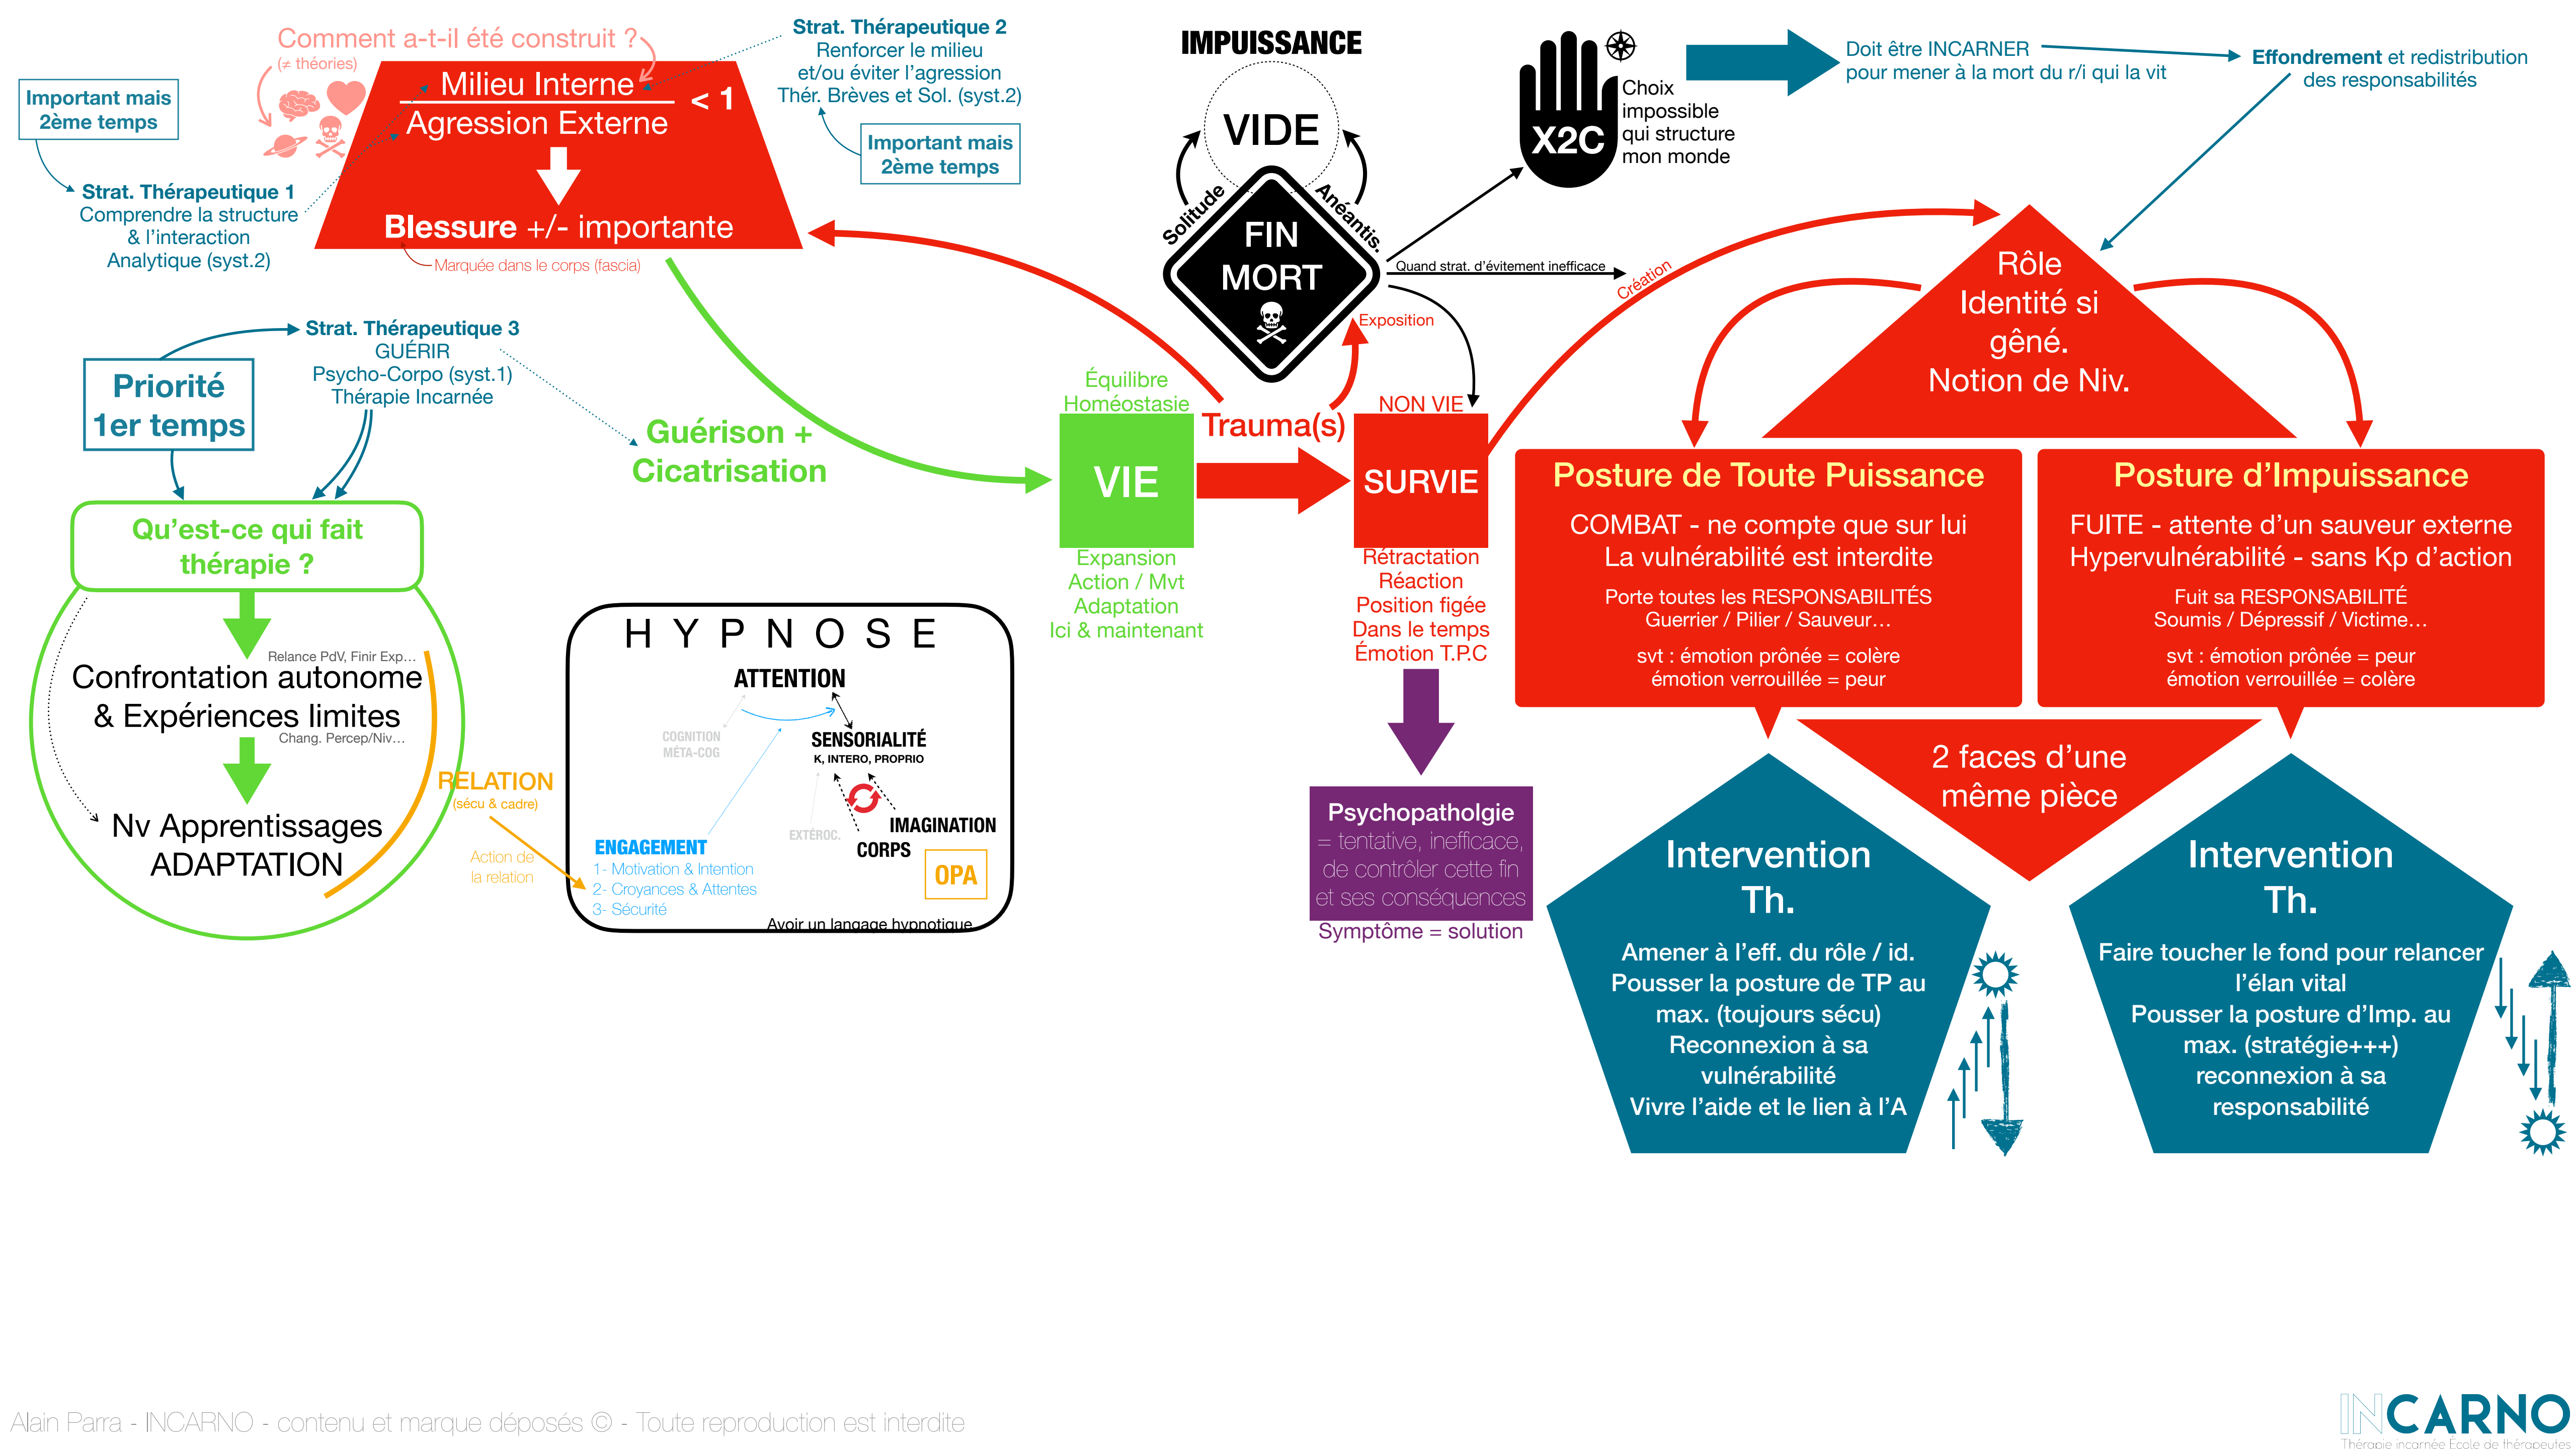 Comment a-t-il été construit ?
(≠ théories)
Important mais
2ème temps
Milieu Interne
Agression Externe
< 1
Blessure +/- importante
Marquée dans le corps (fascia)
Strat. Thérapeutique 1
Comprendre la structure
& l'interaction
Analytique (syst.2)
Strat. Thérapeutique 2
Renforcer le milieu
et/ou éviter l'agression
Thér. Brèves et Sol. (syst.2)
Important mais
2ème temps
Strat. Thérapeutique 3
GUÉRIR
Psycho-Corpo (syst.1)
Thérapie Incarnée
Priorité
1er temps
Guérison +
Cicatrisation
Qu'est-ce qui fait
thérapie ?
Relance PdV, Finir Exp…
Confrontation autonome
& Expériences limites
Chang. Percep/Niv…
Nv Apprentissages
ADAPTATION
RELATION
(sécu & cadre)
Action de
la relation
HYPNOSE
ATTENTION
COGNITION
MÉTA-COG
SENSORIALITÉ
K, INTERO, PROPRIO
EXTÉROC.
IMAGINATION
CORPS
OPA
ENGAGEMENT
1- Motivation & Intention
2- Croyances & Attentes
3- Sécurité
Avoir un langage hypnotique
IMPUISSANCE
VIDE
Solitude
Anéantis.
FIN
MORT
Exposition
Quand strat. d'évitement inefficace
Création
X2C
Choix
impossible
qui structure
mon monde
Doit être INCARNER
pour mener à la mort du r/i qui la vit
Effondrement et redistribution
des responsabilités
Équilibre
Homéostasie
VIE
Expansion
Action / Mvt
Adaptation
Ici & maintenant
Trauma(s)
NON VIE
SURVIE
Rétractation
Réaction
Position figée
Dans le temps
Émotion T.P.C
Psychopatholgie
= tentative, inefficace,
de contrôler cette fin
et ses conséquences
Symptôme = solution
Rôle
Identité si
gêné.
Notion de Niv.
Posture de Toute Puissance
COMBAT - ne compte que sur lui
La vulnérabilité est interdite
Porte toutes les RESPONSABILITÉS
Guerrier / Pilier / Sauveur…
svt : émotion prônée = colère
émotion verrouillée = peur
Posture d'Impuissance
FUITE - attente d'un sauveur externe
Hypervulnérabilité - sans Kp d'action
Fuit sa RESPONSABILITÉ
Soumis / Dépressif / Victime…
svt : émotion prônée = peur
émotion verrouillée = colère
2 faces d'une
même pièce
Intervention
Th.
Amener à l'eff. du rôle / id.
Pousser la posture de TP au
max. (toujours sécu)
Reconnexion à sa
vulnérabilité
Vivre l'aide et le lien à l'A
Intervention
Th.
Faire toucher le fond pour relancer
l'élan vital
Pousser la posture d'Imp. au
max. (stratégie+++)
reconnexion à sa
responsabilité
Alain Parra - INCARNO - contenu et marque déposés © - Toute reproduction est interdite
INCARNO
Thérapie incarnée École de thérapeutes